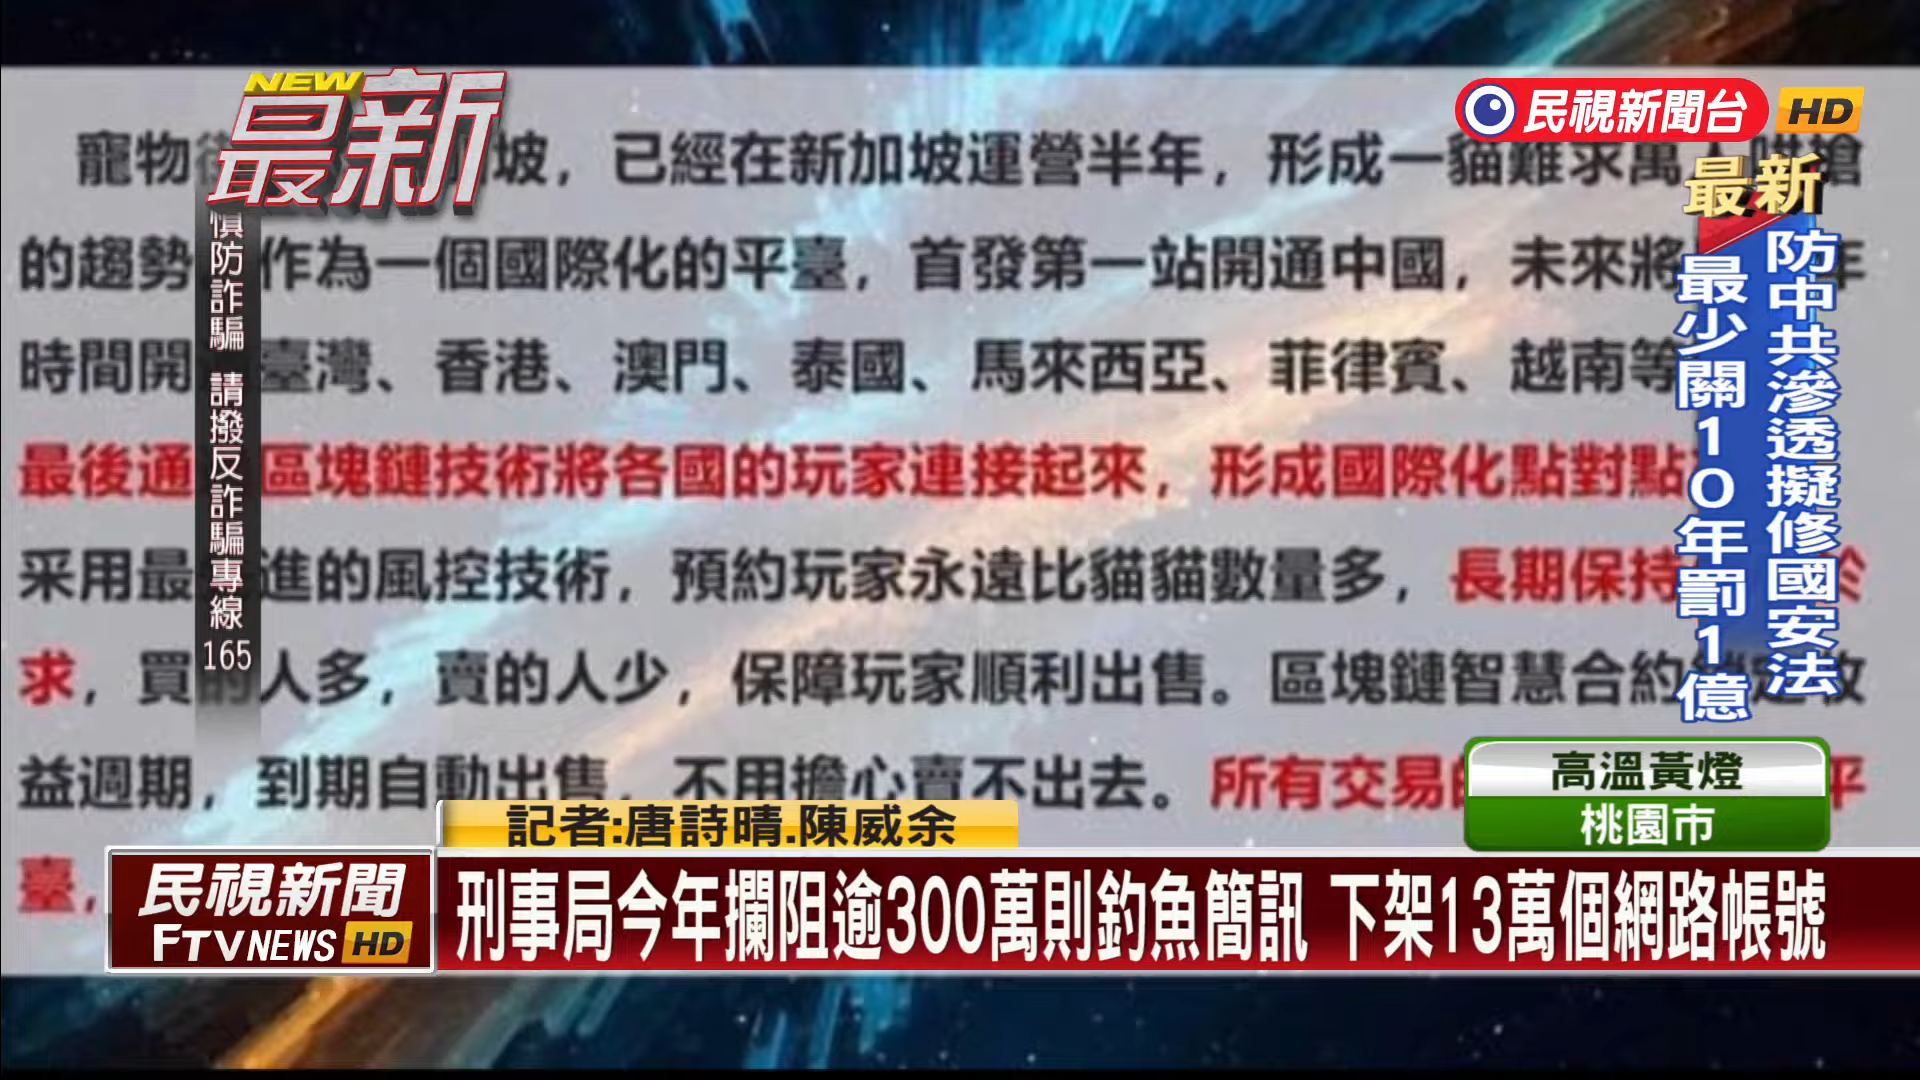 NEW
最新
民視新聞台 HD
最新
防中共滲透擬修國安法
最少關10年罰1億
慎防詐騙 請撥反詐騙專線 165
寵物 坡，已經在新加坡運營半年，形成一貓難求萬人 搶
的趨勢 作為一個國際化的平臺，首發第一站開通中國，未來將 年
時間開 臺灣、香港、澳門、泰國、馬來西亞、菲律賓、越南等
最後通 區塊鏈技術將各國的玩家連接起來，形成國際化點對點
采用最 進的風控技術，預約玩家永遠比貓貓數量多，長期保持 於
求，買的人多，賣的人少，保障玩家順利出售。區塊鏈智慧合約鎖定收
益週期，到期自動出售，不用擔心賣不出去。所有交易 平
臺，
高溫黃燈
桃園市
記者:唐詩晴.陳威余
民視新聞
FTVNEWS HD
刑事局今年攔阻逾300萬則釣魚簡訊 下架13萬個網路帳號